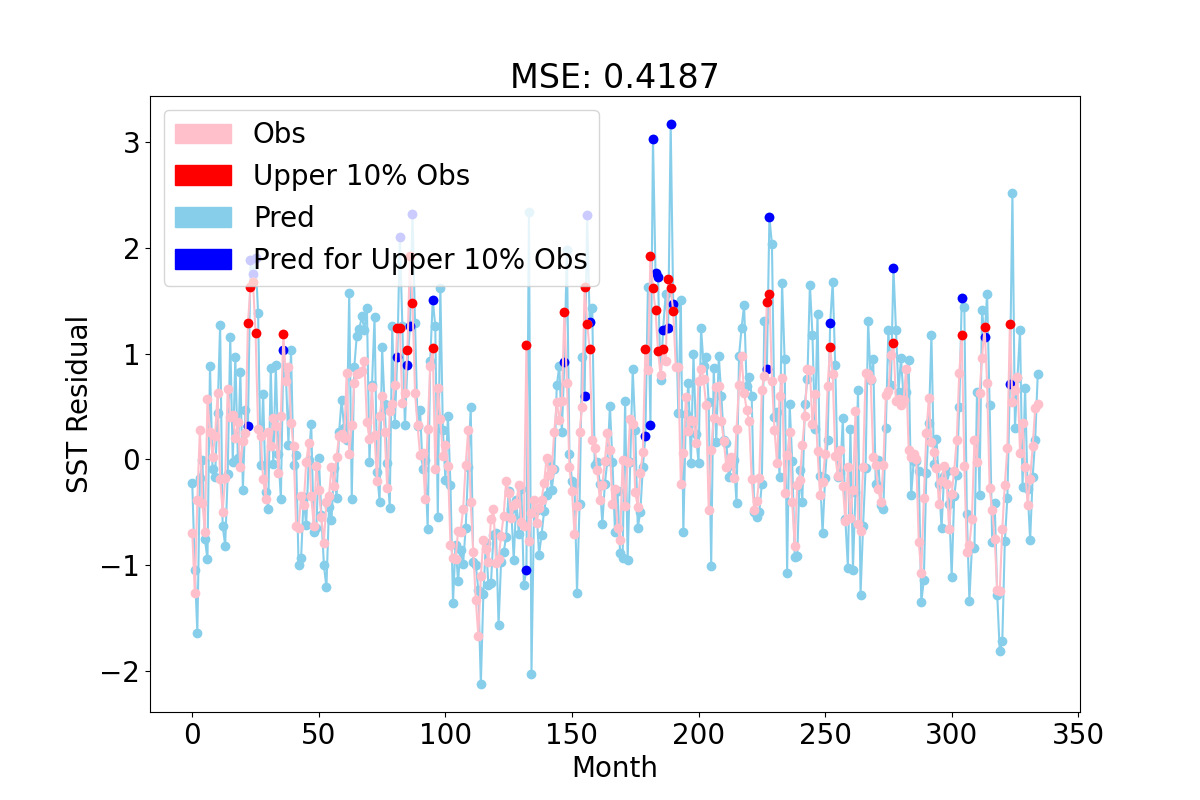 MSE: 0.4187
Obs
Upper 10% Obs
Pred
Pred for Upper 10% Obs
3
2
1
0
−1
−2
SST Residual
0 50 100 150 200 250 300 350
Month